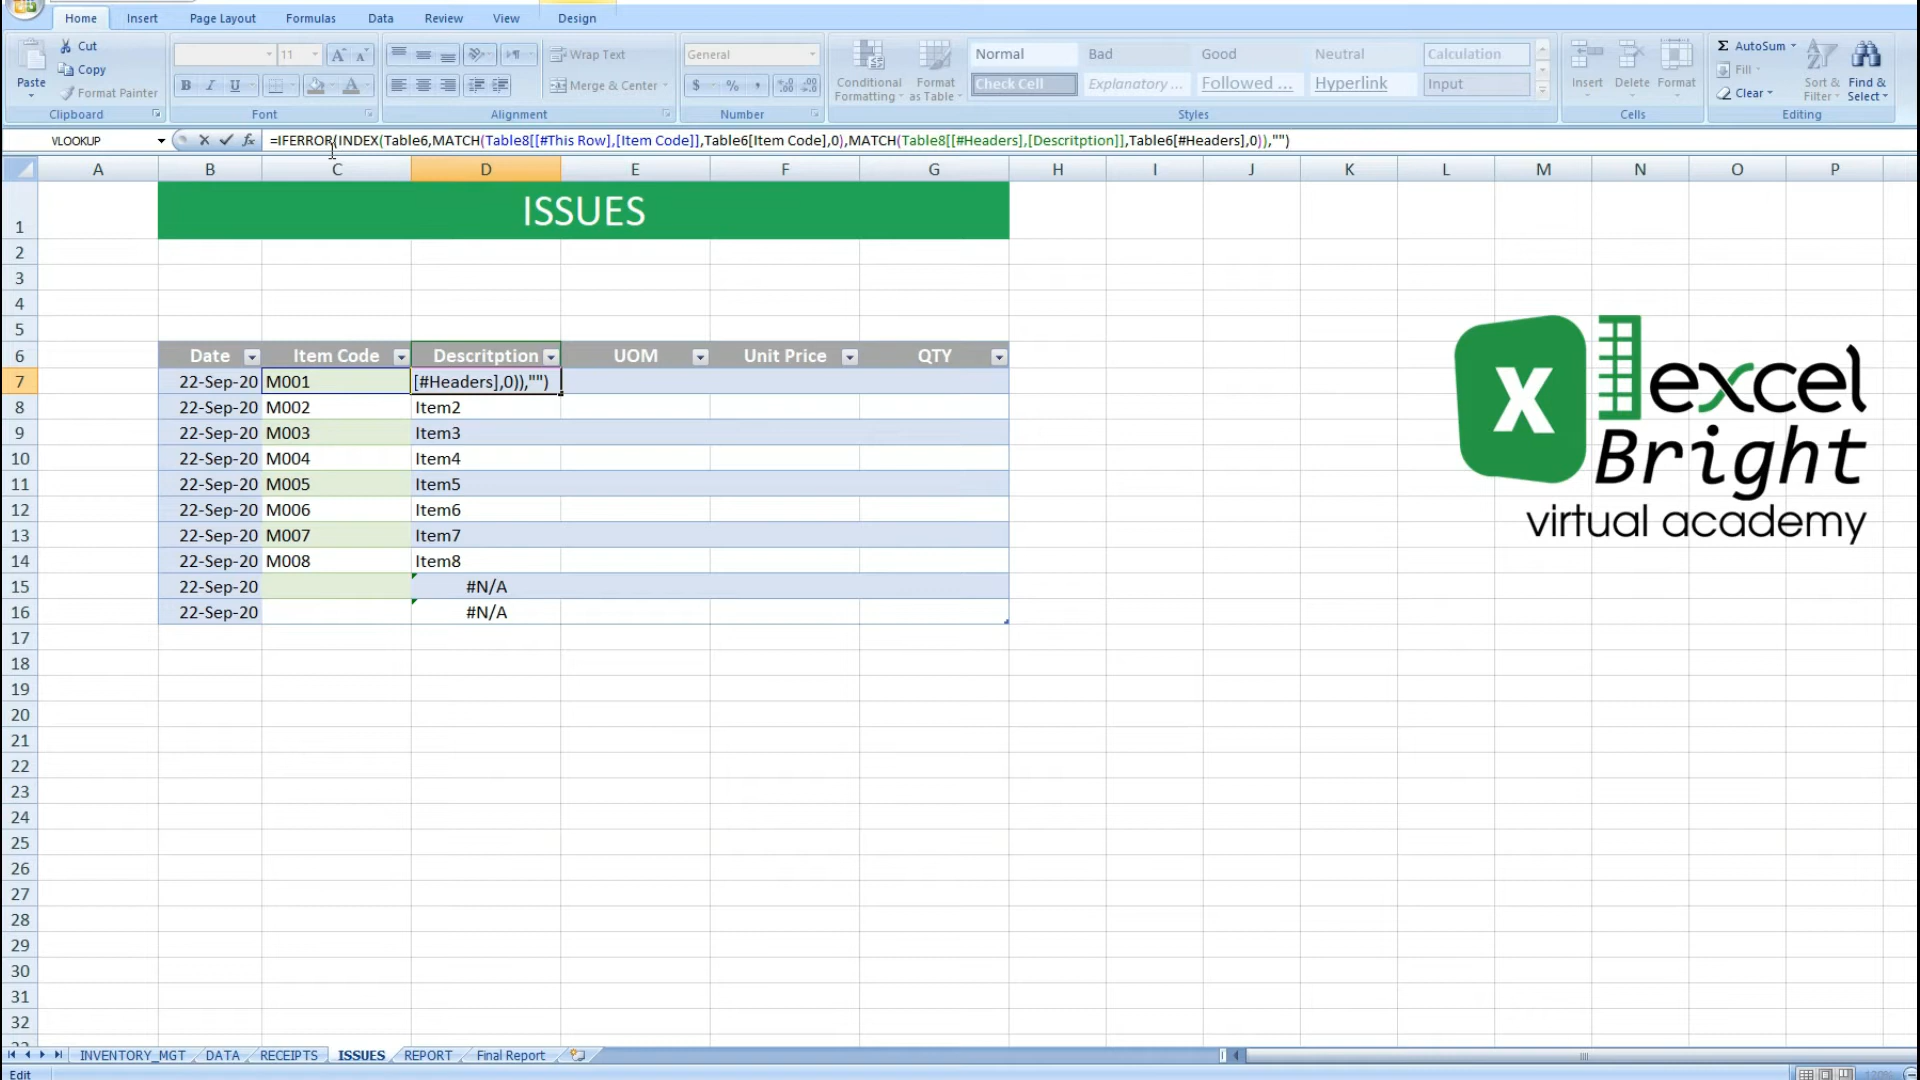 Home Insert Page Layout Formulas Data Review View Design
Cut
Copy
Format Painter
Paste
Clipboard
11
Font
Wrap Text
Merge & Center
Alignment
General
Number
Conditional Formatting
Format as Table
Normal Bad Good Neutral Calculation
Check Cell Explanatory ... Followed ... Hyperlink Input
Styles
Insert Delete Format
Cells
AutoSum
Fill
Clear
Sort & Filter
Find & Select
Editing
VLOOKUP
=IFERROR(INDEX(Table6,MATCH(Table8[[#This Row],[Item Code]],Table6[Item Code],0),MATCH(Table8[[#Headers],[Descritption]],Table6[#Headers],0)),"")
A B C D E F G H I J K L M N O P
1 ISSUES
2
3
4
5
6 Date Item Code Descritption UOM Unit Price QTY
7 22-Sep-20 M001 [#Headers],0)),"")
8 22-Sep-20 M002 Item2
9 22-Sep-20 M003 Item3
10 22-Sep-20 M004 Item4
11 22-Sep-20 M005 Item5
12 22-Sep-20 M006 Item6
13 22-Sep-20 M007 Item7
14 22-Sep-20 M008 Item8
15 22-Sep-20 #N/A
16 22-Sep-20 #N/A
17
18
19
20
21
22
23
24
25
26
27
28
29
30
31
32
X excel
Bright
virtual academy
INVENTORY_MGT DATA RECEIPTS ISSUES REPORT Final Report
Edit